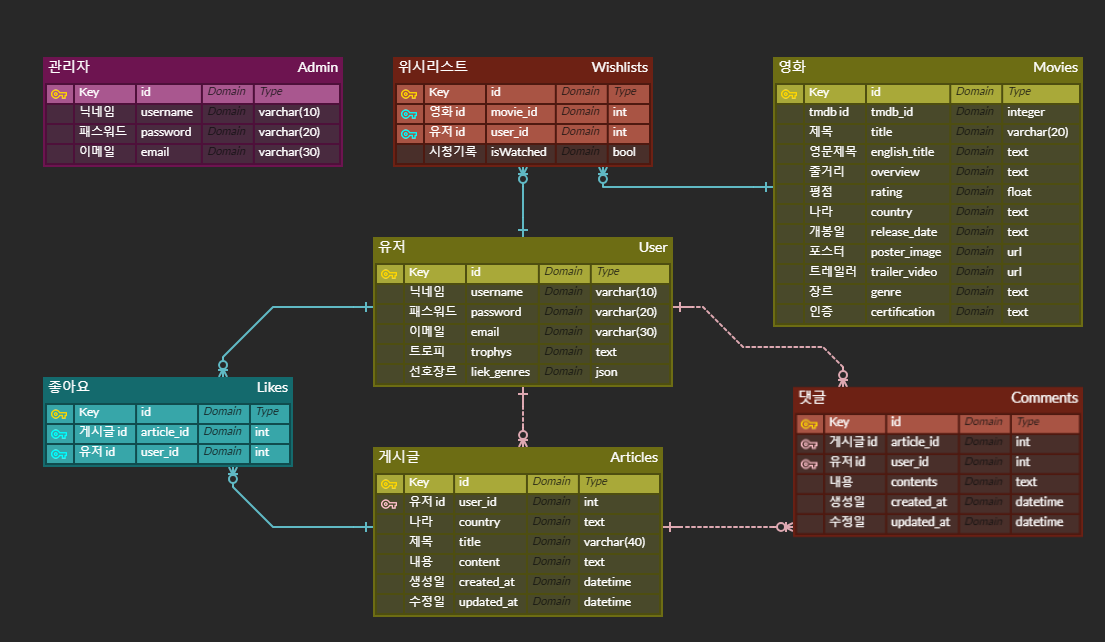 관리자 Admin
Key id Domain Type
닉네임 username Domain varchar(10)
패스워드 password Domain varchar(20)
이메일 email Domain varchar(30)
위시리스트 Wishlists
Key id Domain Type
영화 id movie_id Domain int
유저 id user_id Domain int
시청기록 isWatched Domain bool
영화 Movies
Key id Domain Type
tmdb id tmdb_id Domain integer
제목 title Domain varchar(20)
영문제목 english_title Domain text
줄거리 overview Domain text
평점 rating Domain float
나라 country Domain text
개봉일 release_date Domain text
포스터 poster_image Domain url
트레일러 trailer_video Domain url
장르 genre Domain text
인증 certification Domain text
유저 User
Key id Domain Type
닉네임 username Domain varchar(10)
패스워드 password Domain varchar(20)
이메일 email Domain varchar(30)
트로피 trophys Domain text
선호장르 liek_genres Domain json
좋아요 Likes
Key id Domain Type
게시글 id article_id Domain int
유저 id user_id Domain int
게시글 Articles
Key id Domain Type
유저 id user_id Domain int
나라 country Domain text
제목 title Domain varchar(40)
내용 content Domain text
생성일 created_at Domain datetime
수정일 updated_at Domain datetime
댓글 Comments
Key id Domain Type
게시글 id article_id Domain int
유저 id user_id Domain int
내용 contents Domain text
생성일 created_at Domain datetime
수정일 updated_at Domain datetime